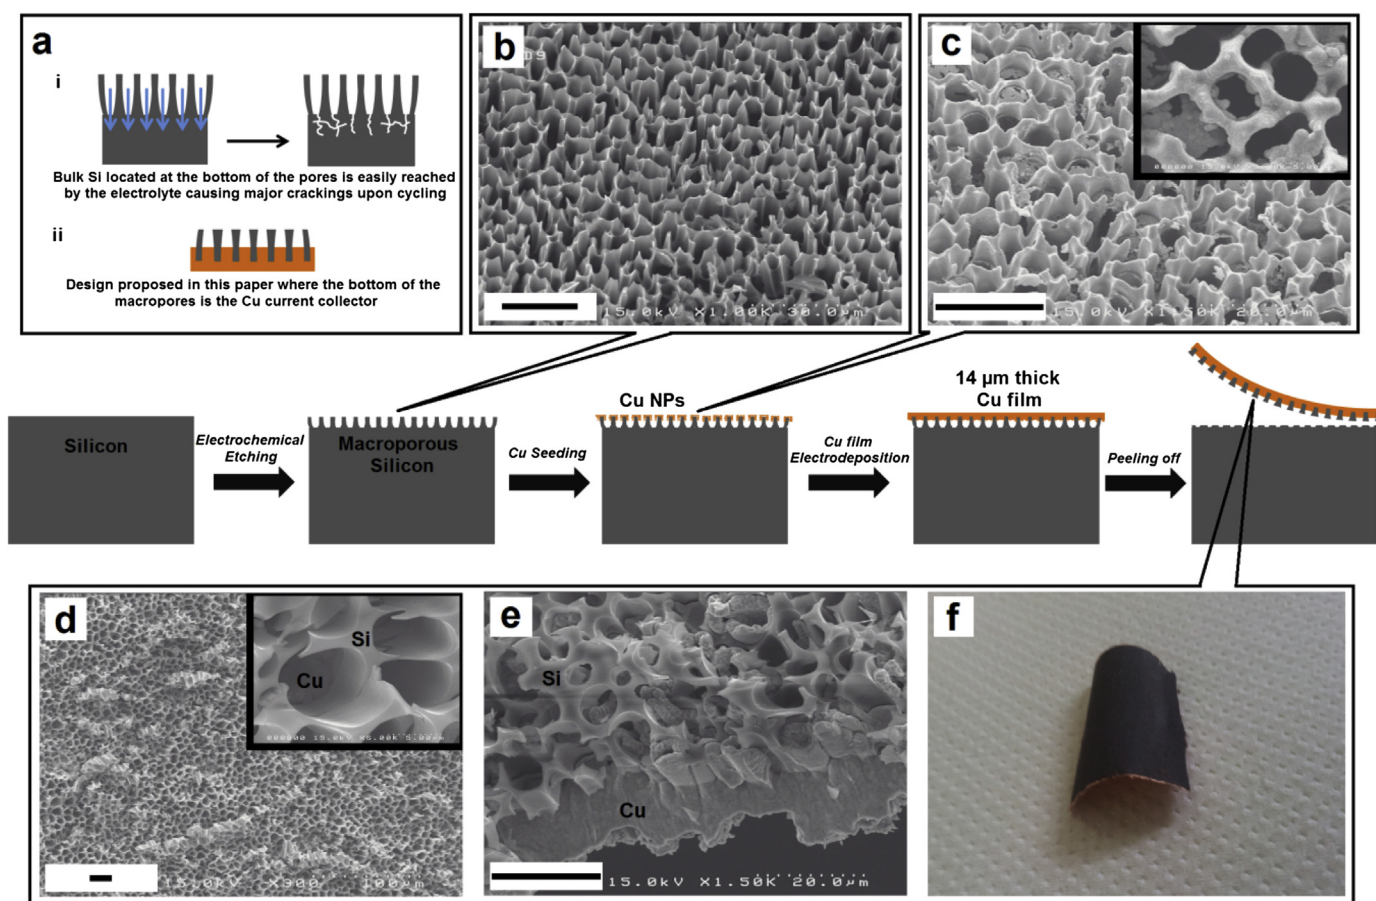 a
i
Bulk Si located at the bottom of the pores is easily reached
by the electrolyte causing major crackings upon cycling
ii
Design proposed in this paper where the bottom of the
macropores is the Cu current collector
b
15.0kV X1.00K 30.0µm
c
15.0kV X1.50K 20.0µm
Silicon
Electrochemical
Etching
Macroporous
Silicon
Cu Seeding
Cu NPs
Cu film
Electrodeposition
14 µm thick
Cu film
Peeling off
d
Si
Cu
15.0kV X300 100µm
e
Si
Cu
15.0kV X1.50K 20.0µm
f